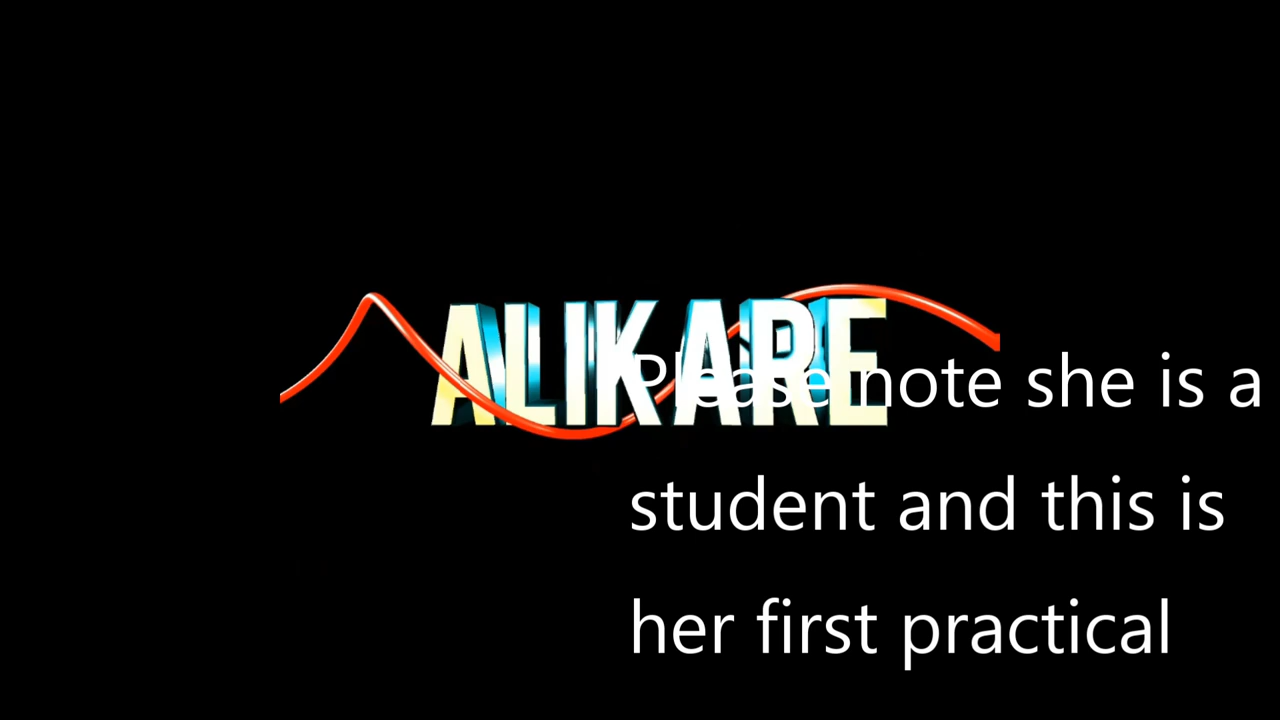 ALIKARE
Please note she is a
student and this is
her first practical